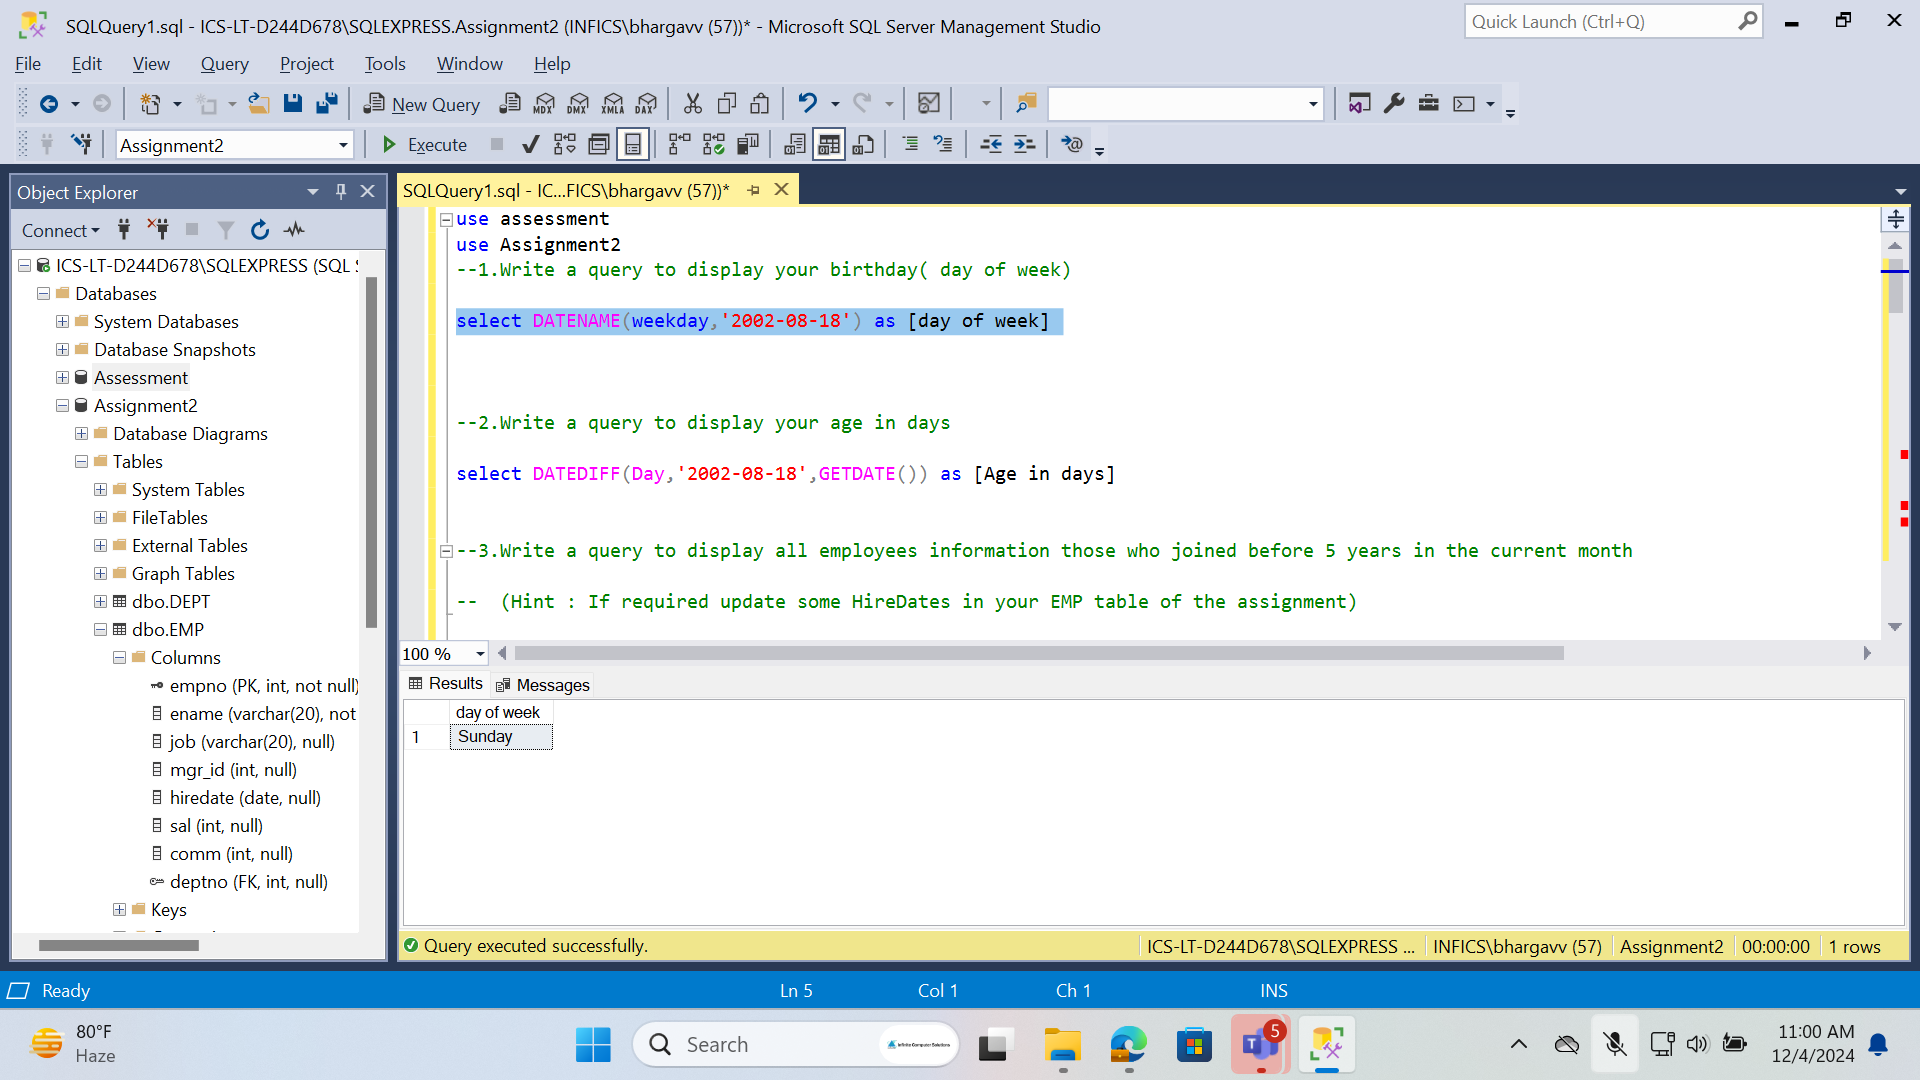 SQLQuery1.sql - ICS-LT-D244D678\SQLEXPRESS.Assignment2 (INFICS\bhargavv (57))* - Microsoft SQL Server Management Studio
Quick Launch (Ctrl+Q)
File Edit View Query Project Tools Window Help
New Query MDX DMX XMLA DAX
Assignment2 Execute
Object Explorer
Connect
ICS-LT-D244D678\SQLEXPRESS (SQL S
Databases
System Databases
Database Snapshots
Assessment
Assignment2
Database Diagrams
Tables
System Tables
FileTables
External Tables
Graph Tables
dbo.DEPT
dbo.EMP
Columns
empno (PK, int, not null)
ename (varchar(20), not
job (varchar(20), null)
mgr_id (int, null)
hiredate (date, null)
sal (int, null)
comm (int, null)
deptno (FK, int, null)
Keys
SQLQuery1.sql - IC...FICS\bhargavv (57))*
use assessment
use Assignment2
--1.Write a query to display your birthday( day of week)
select DATENAME(weekday,'2002-08-18') as [day of week]
--2.Write a query to display your age in days
select DATEDIFF(Day,'2002-08-18',GETDATE()) as [Age in days]
--3.Write a query to display all employees information those who joined before 5 years in the current month
--  (Hint : If required update some HireDates in your EMP table of the assignment)
100 %
Results Messages
day of week
1 Sunday
Query executed successfully.
ICS-LT-D244D678\SQLEXPRESS ... INFICS\bhargavv (57) Assignment2 00:00:00 1 rows
Ready Ln 5 Col 1 Ch 1 INS
80°F
Haze
Search
Infinite Computer Solutions
5
11:00 AM
12/4/2024